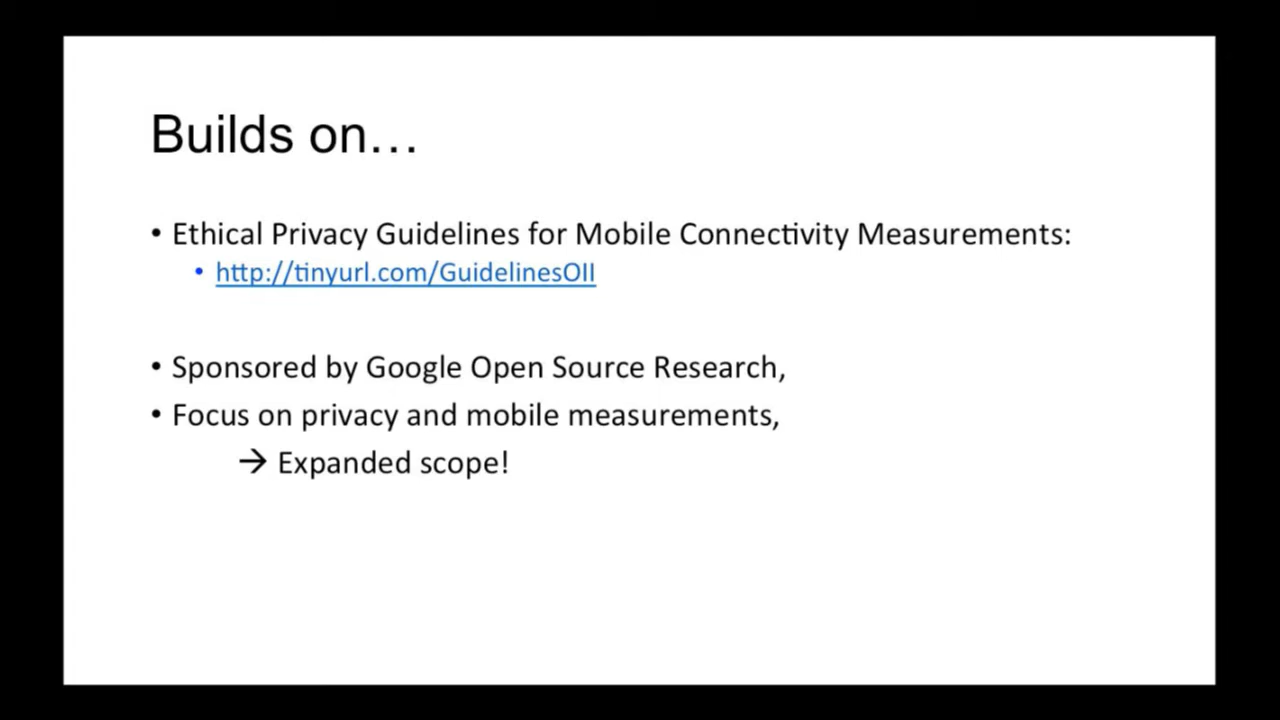 Builds on…
• Ethical Privacy Guidelines for Mobile Connectivity Measurements:
• http://tinyurl.com/GuidelinesOII
• Sponsored by Google Open Source Research,
• Focus on privacy and mobile measurements,
→ Expanded scope!